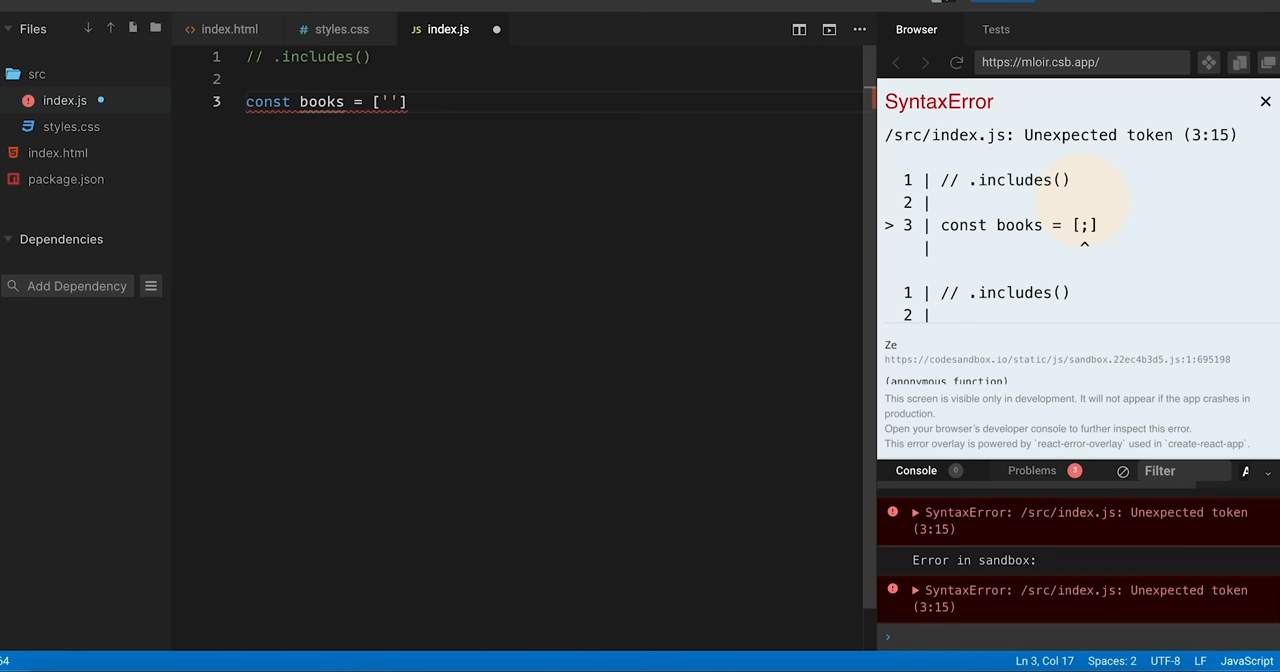 Files
src
index.js
styles.css
index.html
package.json
Dependencies
Add Dependency
index.html
styles.css
JS index.js
1 // .includes()
2
3 const books = ['']
Browser
Tests
https://mloir.csb.app/
SyntaxError
/src/index.js: Unexpected token (3:15)
1 | // .includes()
2 |
> 3 | const books = [;]
| ^
1 | // .includes()
2 |
Ze
https://codesandbox.io/static/js/sandbox.22ec4b3d5.js:1:695198
(anonymous function)
This screen is visible only in development. It will not appear if the app crashes in
production.
Open your browser's developer console to further inspect this error.
This error overlay is powered by `react-error-overlay` used in `create-react-app`.
Console 0
Problems 3
Filter
SyntaxError: /src/index.js: Unexpected token
(3:15)
Error in sandbox:
SyntaxError: /src/index.js: Unexpected token
(3:15)
64
Ln 3, Col 17
Spaces: 2
UTF-8
LF
JavaScript